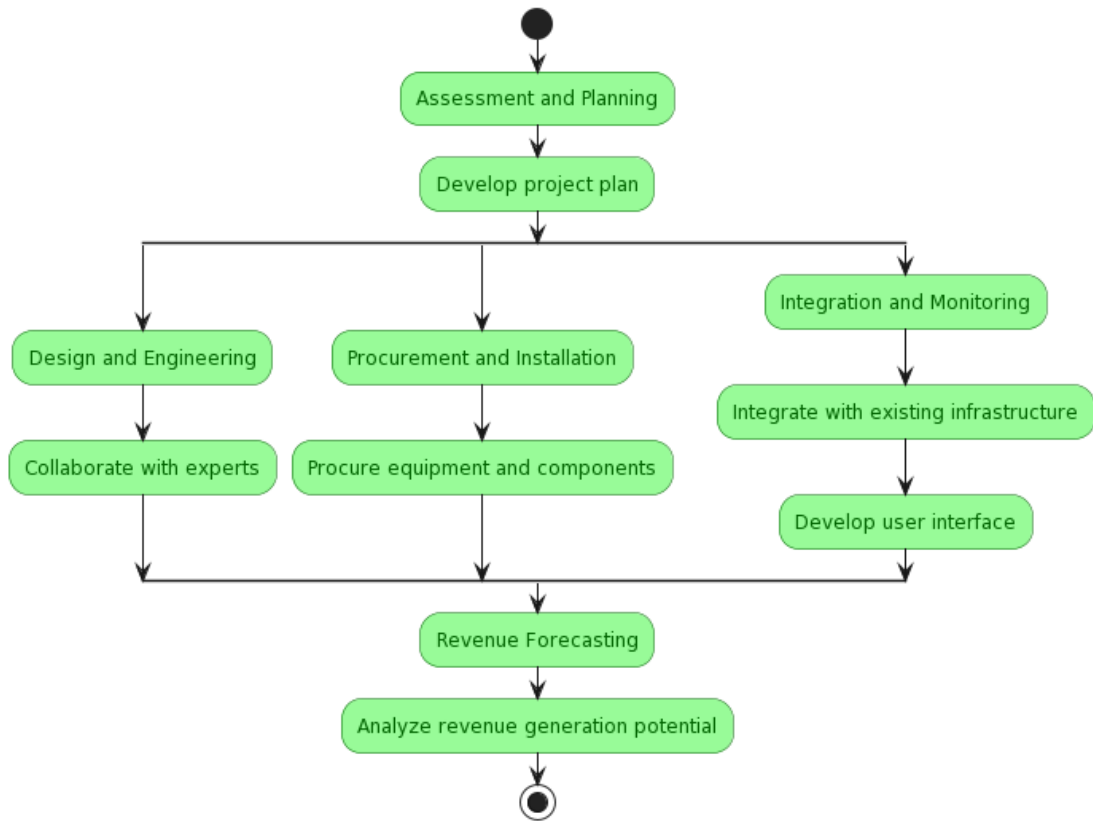 Assessment and Planning
Develop project plan
Design and Engineering
Collaborate with experts
Procurement and Installation
Procure equipment and components
Integration and Monitoring
Integrate with existing infrastructure
Develop user interface
Revenue Forecasting
Analyze revenue generation potential